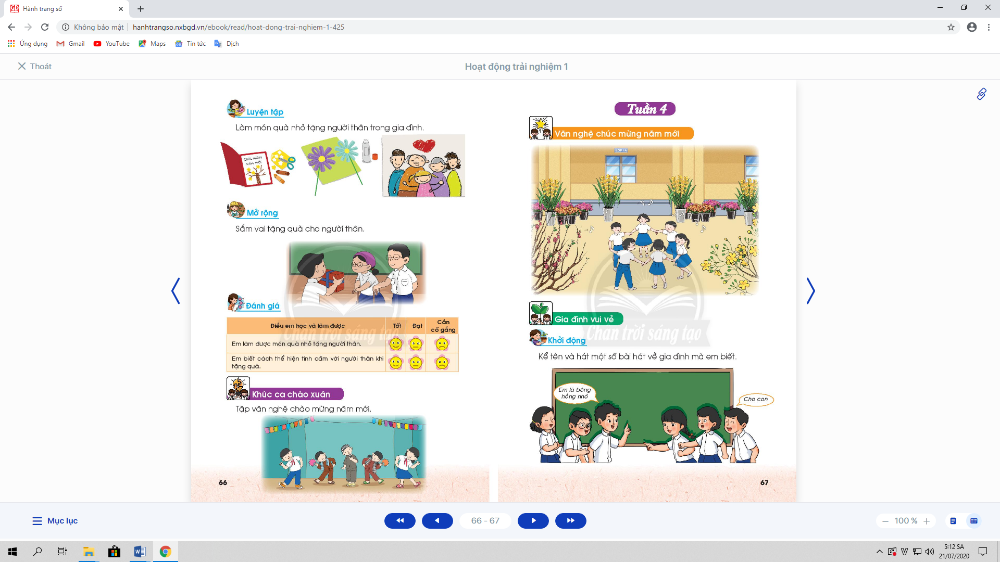 Hành trang số
Không bảo mật
hanhtrangso.nxbgd.vn/ebook/read/hoat-dong-trai-nghiem-1-425
Ứng dụng
Gmail
YouTube
Maps
Tin tức
Dịch
Thoát
Hoạt động trải nghiệm 1
Luyện tập
Làm món quà nhỏ tặng người thân trong gia đình.
CHÚC MỪNG
NĂM MỚI
Mở rộng
Sắm vai tặng quà cho người thân.
Đánh giá
Điều em học và làm được
Tốt
Đạt
Cần
cố gắng
Em làm được món quà nhỏ tặng người thân.
Em biết cách thể hiện tình cảm với người thân khi
tặng quà.
Chân trời sáng tạo
Khúc ca chào xuân
Tập văn nghệ chào mừng năm mới.
66
Tuần 4
Văn nghệ chúc mừng năm mới
LỚP 1A
Gia đình vui vẻ
Chân trời sáng tạo
Khởi động
Kể tên và hát một số bài hát về gia đình mà em biết.
Em là bông
hồng nhỏ
Cho con
67
Mục lục
66 - 67
100 %
5:12 SA
21/07/2020